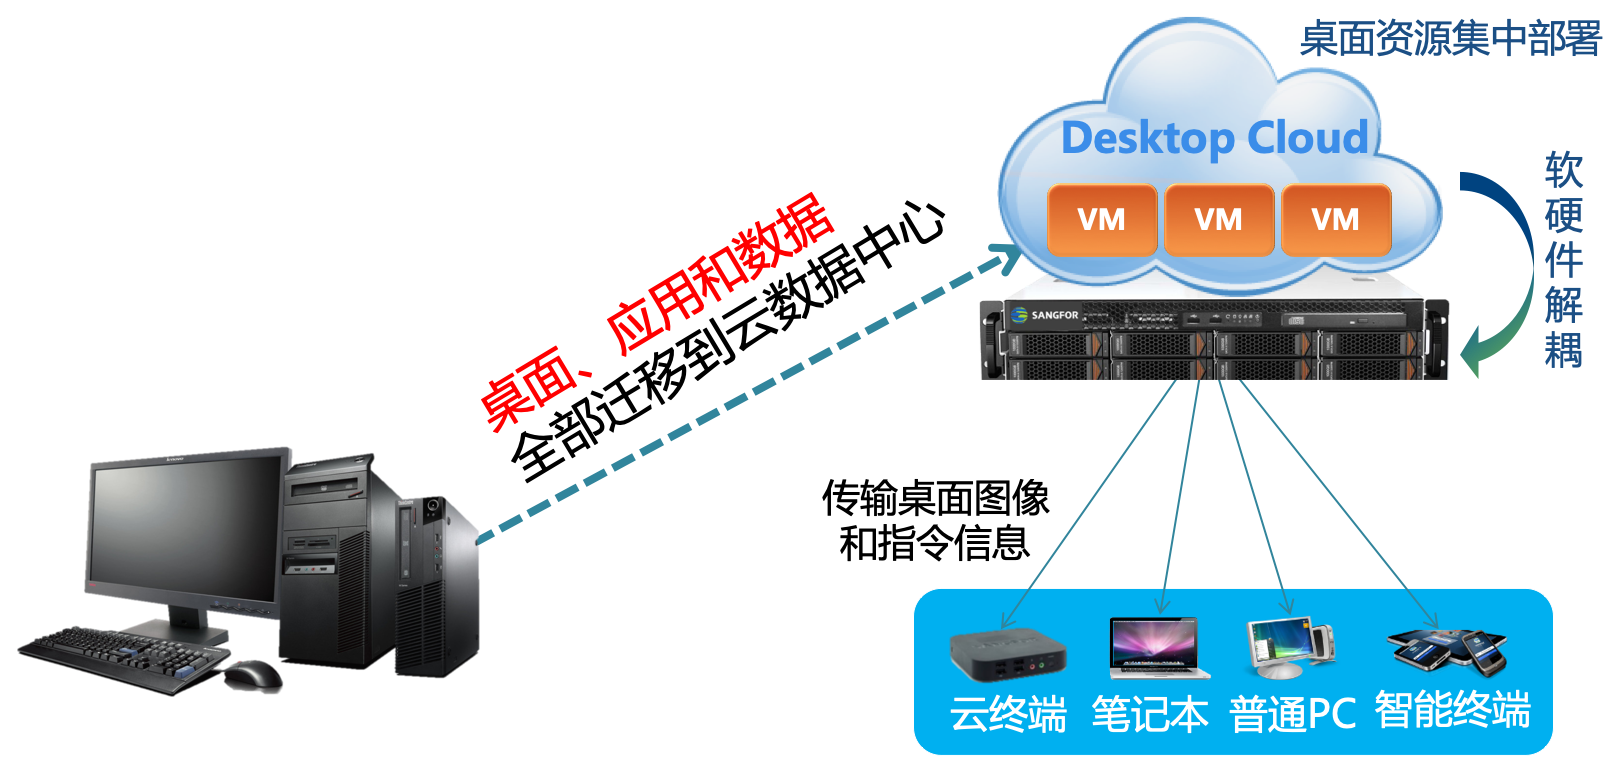 桌面资源集中部署
Desktop Cloud
VM VM VM
软硬件解耦
SANGFOR
桌面、应用和数据
全部迁移到云数据中心
传输桌面图像
和指令信息
云终端 笔记本 普通PC 智能终端